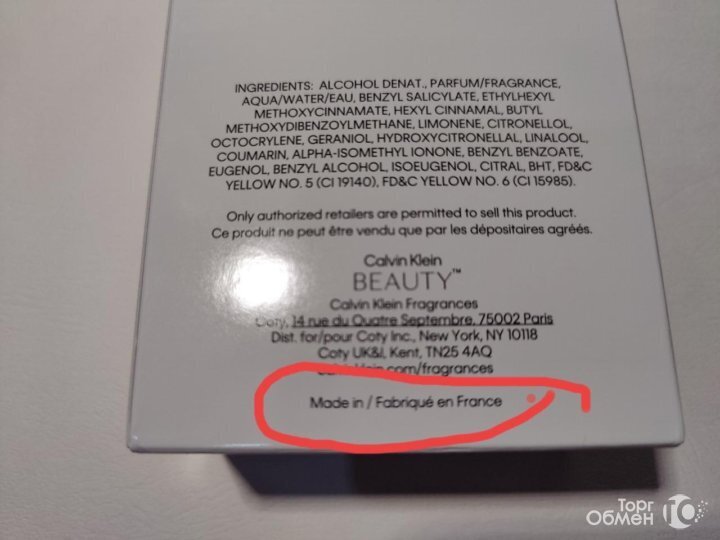 INGREDIENTS: ALCOHOL DENAT., PARFUM/FRAGRANCE,
AQUA/WATER/EAU, BENZYL SALICYLATE, ETHYLHEXYL
METHOXYCINNAMATE, HEXYL CINNAMAL, BUTYL
METHOXYDIBENZOYLMETHANE, LIMONENE, CITRONELLOL,
OCTOCRYLENE, GERANIOL, HYDROXYCITRONELLAL, LINALOOL,
COUMARIN, ALPHA-ISOMETHYL IONONE, BENZYL BENZOATE,
EUGENOL, BENZYL ALCOHOL, ISOEUGENOL, CITRAL, BHT, FD&C
YELLOW NO. 5 (CI 19140), FD&C YELLOW NO. 6 (CI 15985).
Only authorized retailers are permitted to sell this product.
Ce produit ne peut être vendu que par les dépositaires agréés.
Calvin Klein
BEAUTY™
Calvin Klein Fragrances
Coty, 14 rue du Quatre Septembre, 75002 Paris
Dist. for/pour Coty Inc., New York, NY 10118
Coty UK&I, Kent, TN25 4AQ
calvinklein.com/fragrances
Made in / Fabriqué en France
Торг
Обмен